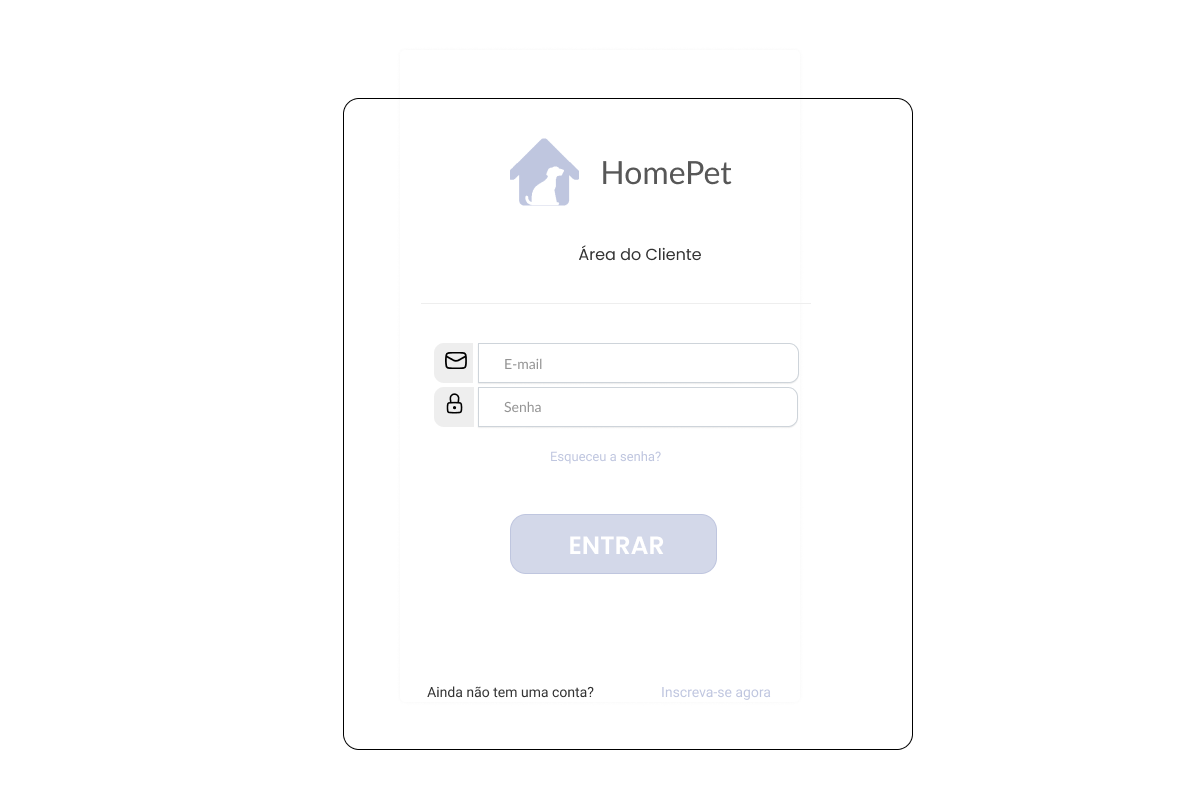 HomePet
Área do Cliente
E-mail
Senha
Esqueceu a senha?
ENTRAR
Ainda não tem uma conta? Inscreva-se agora